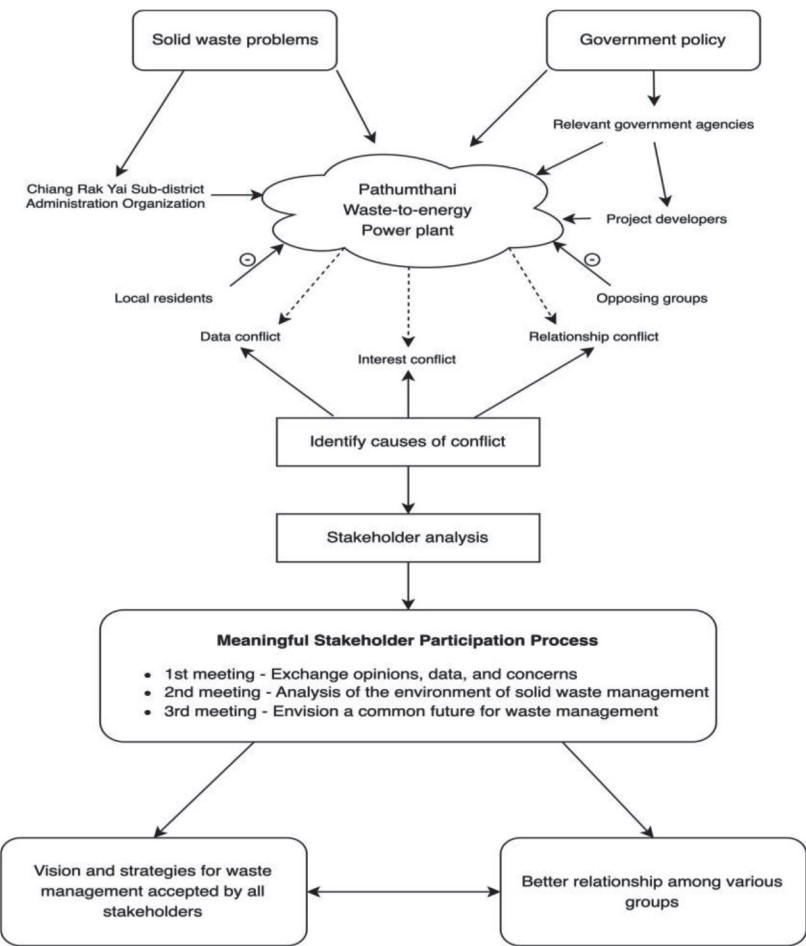 Solid waste problems
Government policy
Relevant government agencies
Chiang Rak Yai Sub-district
Administration Organization
Pathumthani
Waste-to-energy
Power plant
Project developers
-
-
Local residents
Opposing groups
Data conflict
Interest conflict
Relationship conflict
Identify causes of conflict
Stakeholder analysis
Meaningful Stakeholder Participation Process
• 1st meeting - Exchange opinions, data, and concerns
• 2nd meeting - Analysis of the environment of solid waste management
• 3rd meeting - Envision a common future for waste management
Vision and strategies for waste
management accepted by all
stakeholders
Better relationship among various
groups